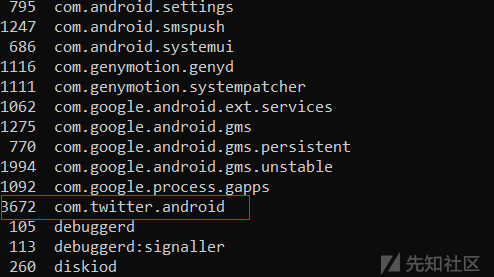 795 com.android.settings
1247 com.android.smspush
686 com.android.systemui
1116 com.genymotion.genyd
1111 com.genymotion.systempatcher
1062 com.google.android.ext.services
1275 com.google.android.gms
770 com.google.android.gms.persistent
1994 com.google.android.gms.unstable
1092 com.google.process.gapps
3672 com.twitter.android
105 debuggerd
113 debuggerd:signaller
260 diskiod
先知社区